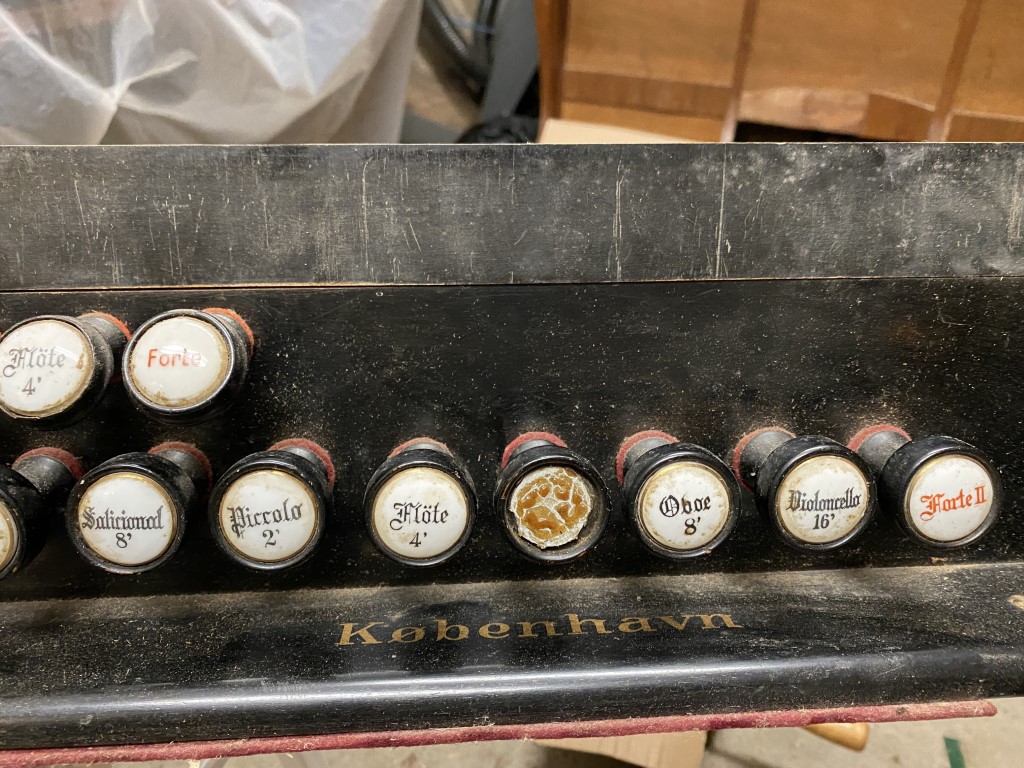 Flöte
4'
Forte
Salicional
8'
Piccolo
2'
Flöte
4'
Oboe
8'
Violoncello
16'
Forte II
København